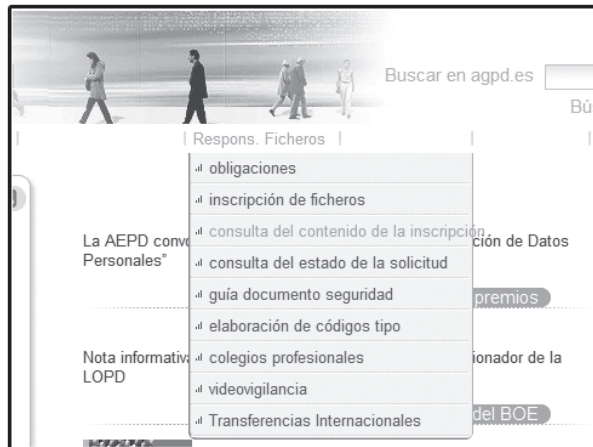 Buscar en agpd.es
Bú
Respons. Ficheros
obligaciones
inscripción de ficheros
consulta del contenido de la inscripción
La AEPD convo ción de Datos
Personales”
consulta del estado de la solicitud
guía documento seguridad
premios
elaboración de códigos tipo
Nota informativa ionador de la
colegios profesionales
LOPD
videovigilancia
del BOE
Transferencias Internacionales